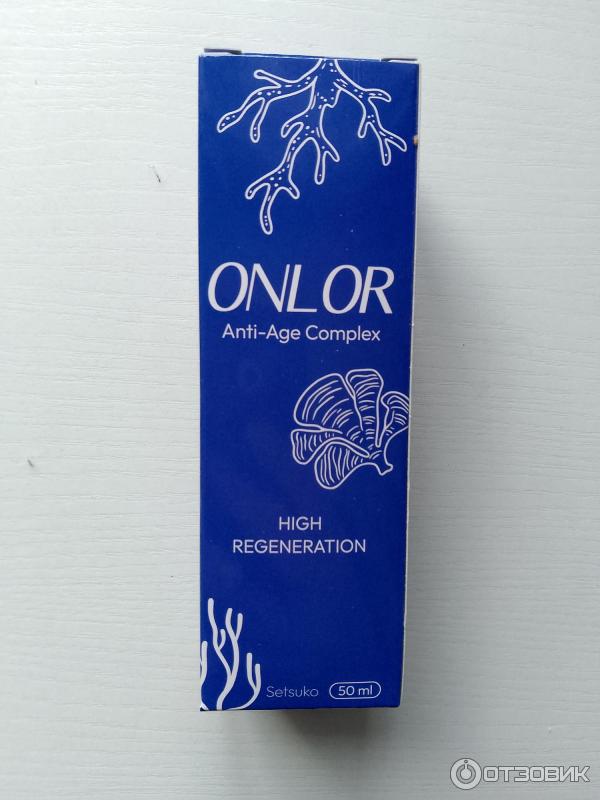 ONLOR
Anti-Age Complex
HIGH
REGENERATION
Setsuko 50 ml
ОТЗОВИК